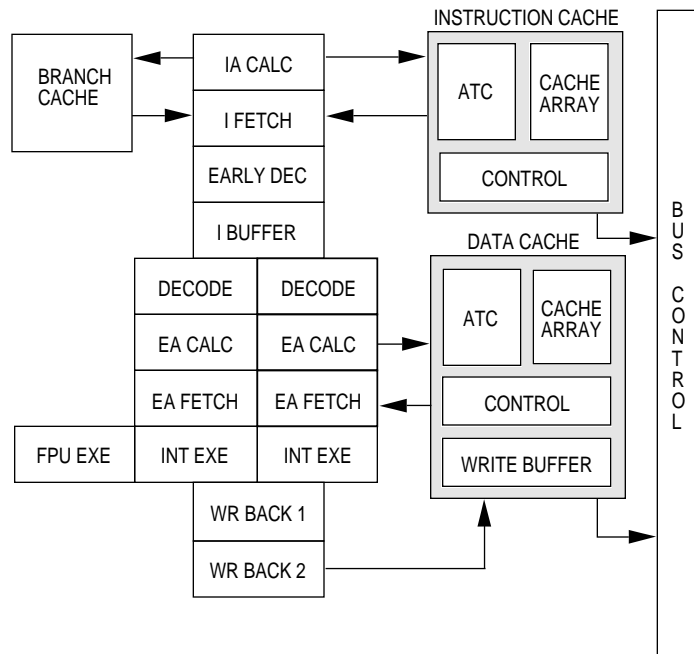 INSTRUCTION CACHE
BRANCH
CACHE
IA CALC
I FETCH
EARLY DEC
I BUFFER
ATC
CACHE
ARRAY
CONTROL
DATA CACHE
DECODE
DECODE
EA CALC
EA CALC
EA FETCH
EA FETCH
FPU EXE
INT EXE
INT EXE
WR BACK 1
WR BACK 2
ATC
CACHE
ARRAY
CONTROL
WRITE BUFFER
BUS CONTROL